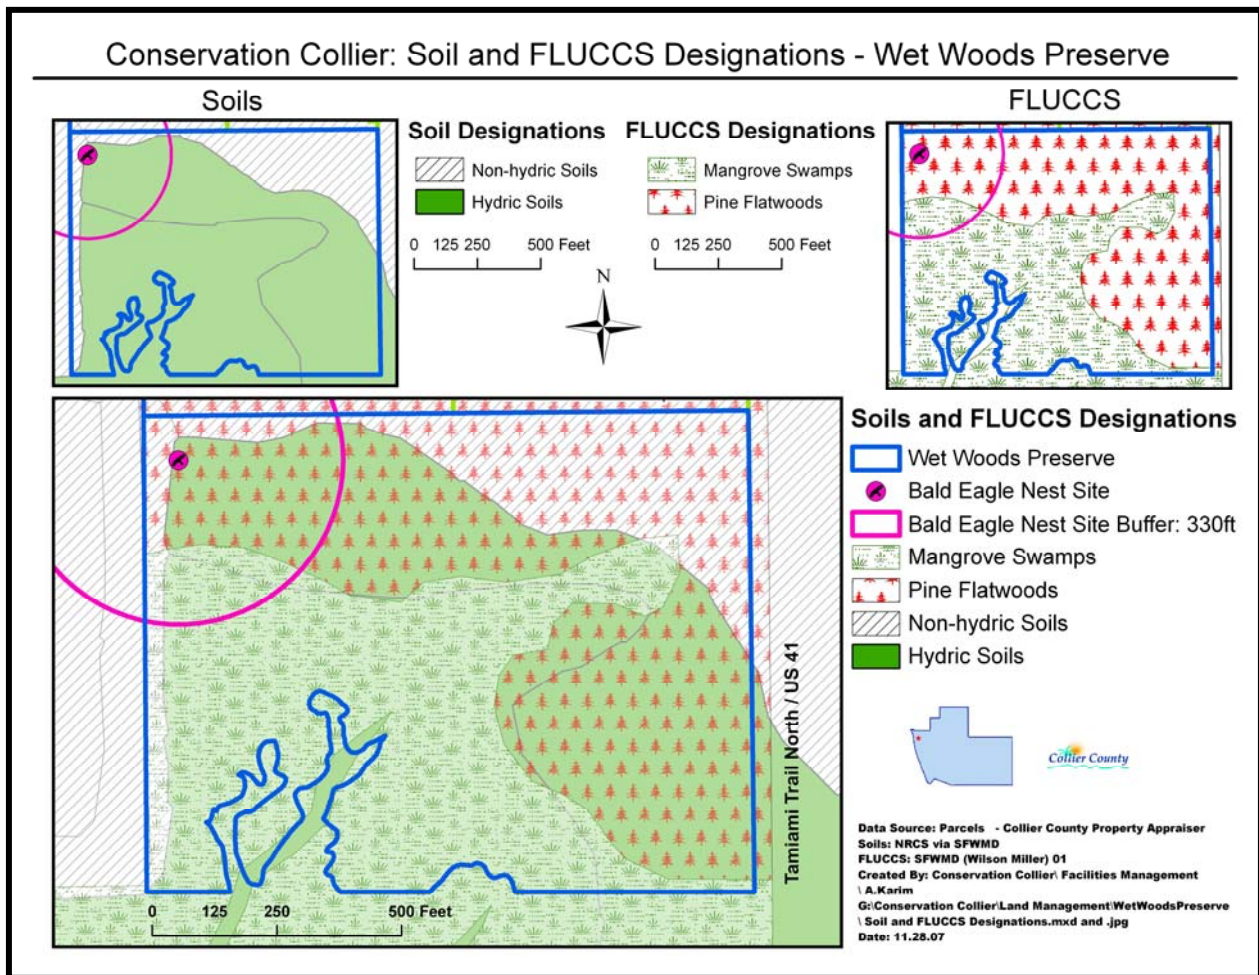 Conservation Collier: Soil and FLUCCS Designations - Wet Woods Preserve
Soils
FLUCCS
Soil Designations
Non-hydric Soils
Hydric Soils
0 125 250 500 Feet
FLUCCS Designations
Mangrove Swamps
Pine Flatwoods
0 125 250 500 Feet
N
Soils and FLUCCS Designations
Wet Woods Preserve
Bald Eagle Nest Site
Bald Eagle Nest Site Buffer: 330ft
Mangrove Swamps
Pine Flatwoods
Non-hydric Soils
Hydric Soils
Tamiami Trail North / US 41
0 125 250 500 Feet
Collier County
Data Source: Parcels - Collier County Property Appraiser
Soils: NRCS via SFWMD
FLUCCS: SFWMD (Wilson Miller) 01
Created By: Conservation Collier\ Facilities Management
\ A.Karim
G:\Conservation Collier\Land Management\WetWoodsPreserve
\ Soil and FLUCCS Designations.mxd and .jpg
Date: 11.28.07